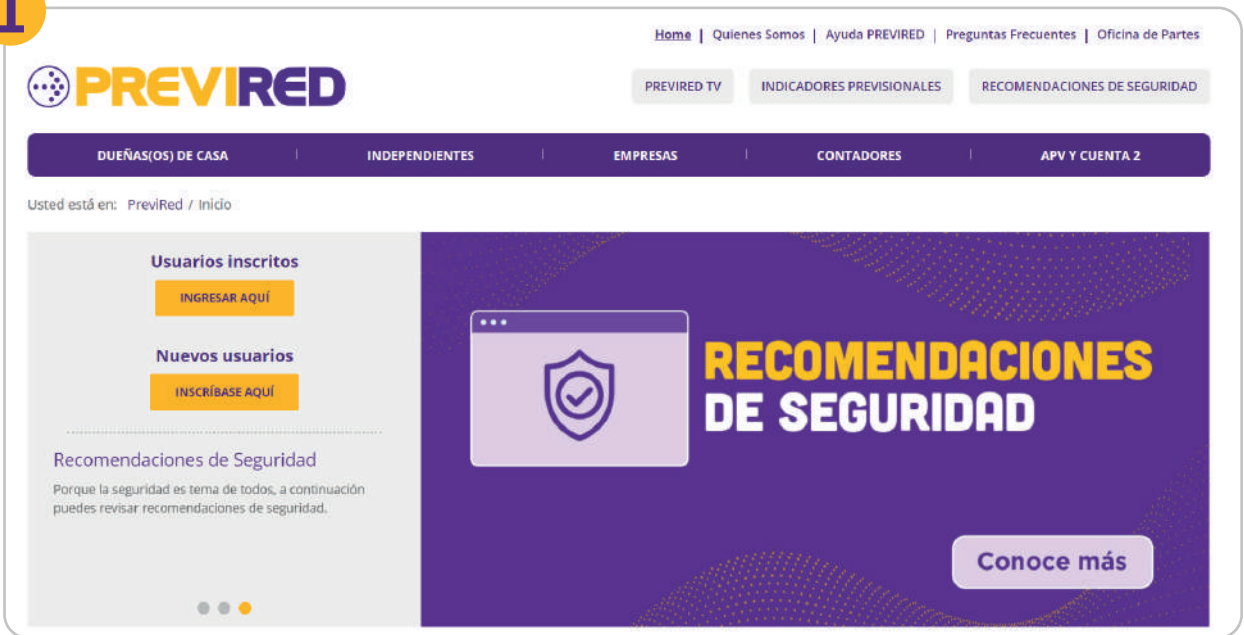 1
Home | Quienes Somos | Ayuda PREVIRED | Preguntas Frecuentes | Oficina de Partes
PREVIRED
PREVIRED TV
INDICADORES PREVISIONALES
RECOMENDACIONES DE SEGURIDAD
DUEÑAS(OS) DE CASA | INDEPENDIENTES | EMPRESAS | CONTADORES | APV Y CUENTA 2
Usted está en: PreviRed / Inicio
Usuarios inscritos
INGRESAR AQUÍ
Nuevos usuarios
INSCRÍBASE AQUÍ
Recomendaciones de Seguridad
Porque la seguridad es tema de todos, a continuación
puedes revisar recomendaciones de seguridad.
RECOMENDACIONES
DE SEGURIDAD
Conoce más